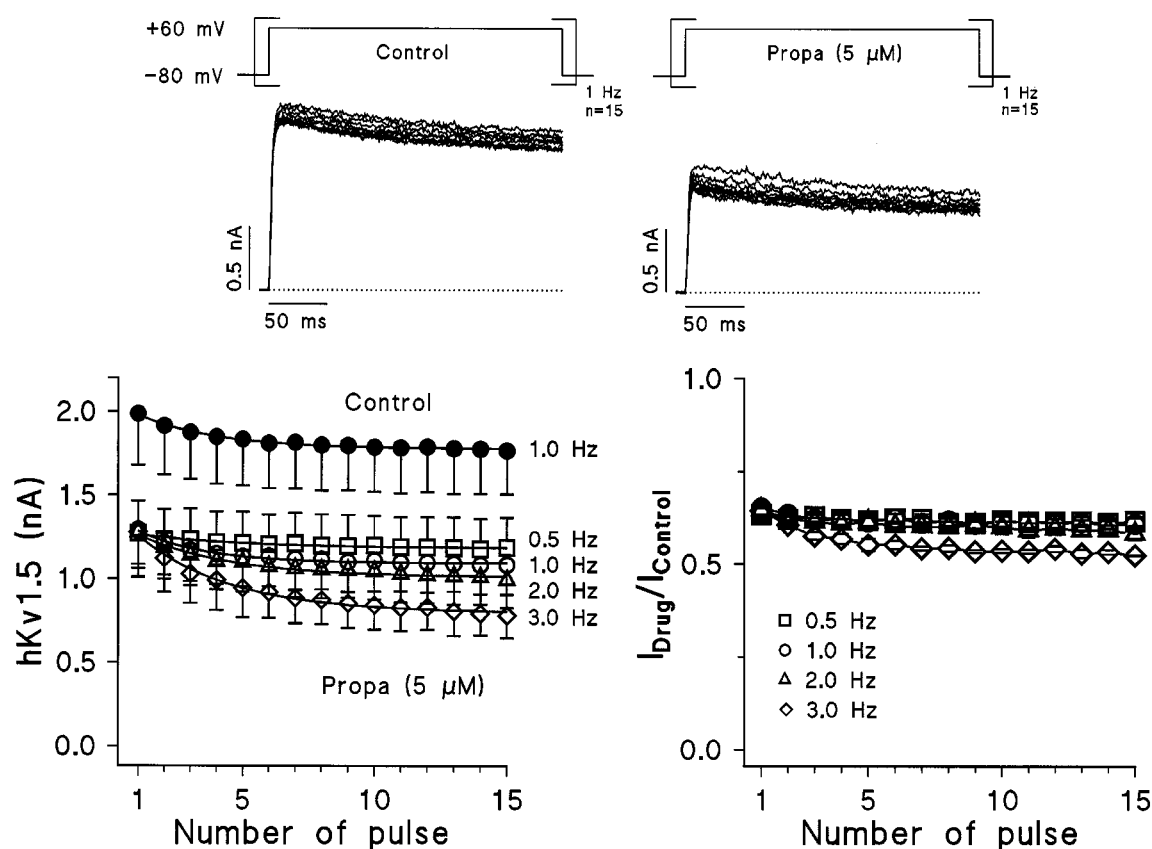 +60 mV
Control
−80 mV
1 Hz
n=15
0.5 nA
50 ms
Propa (5 μM)
1 Hz
n=15
0.5 nA
50 ms
hKv1.5 (nA)
2.0
1.5
1.0
0.5
0.0
Control
1.0 Hz
0.5 Hz
1.0 Hz
2.0 Hz
3.0 Hz
Propa (5 μM)
1
5
10
15
Number of pulse
I_Drug/I_Control
1.0
0.5
0.0
0.5 Hz
1.0 Hz
2.0 Hz
3.0 Hz
1
5
10
15
Number of pulse